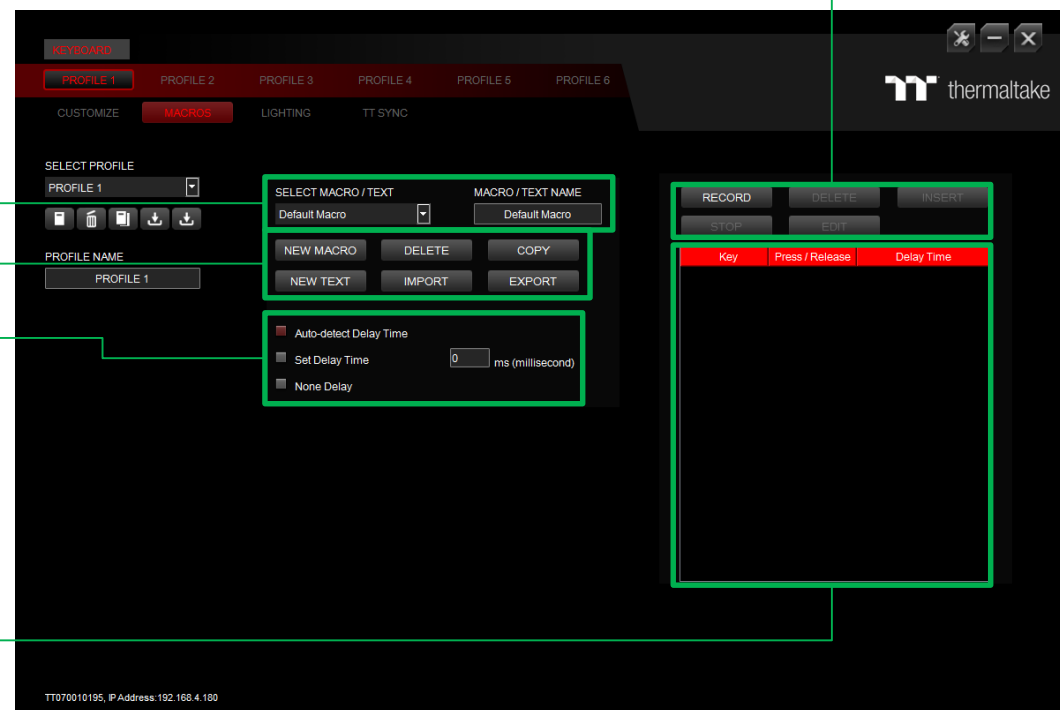 KEYBOARD
PROFILE 1 PROFILE 2 PROFILE 3 PROFILE 4 PROFILE 5 PROFILE 6
thermaltake
CUSTOMIZE MACROS LIGHTING TT SYNC
SELECT PROFILE
PROFILE 1
PROFILE NAME
PROFILE 1
SELECT MACRO / TEXT MACRO / TEXT NAME
Default Macro Default Macro
NEW MACRO DELETE COPY
NEW TEXT IMPORT EXPORT
Auto-detect Delay Time
Set Delay Time 0 ms (millisecond)
None Delay
RECORD DELETE INSERT
STOP EDIT
Key Press / Release Delay Time
TT070010195, IP Address:192.168.4.180